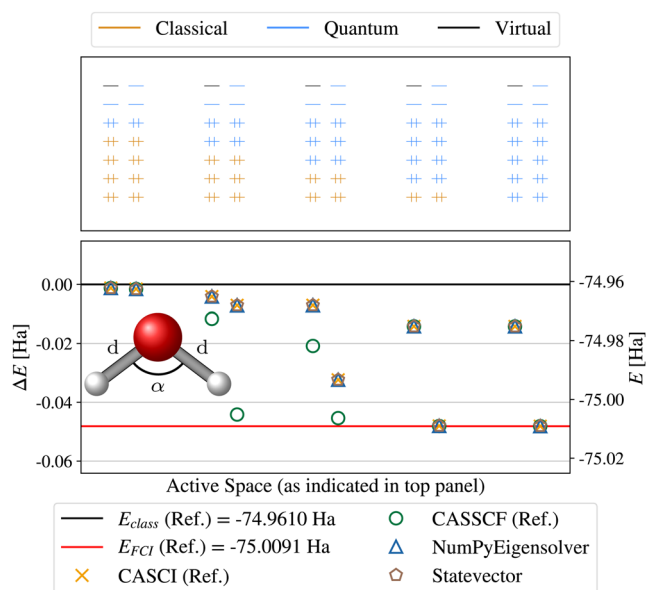 Classical Quantum Virtual
0.00
-0.02
-0.04
-0.06
ΔE [Ha]
-74.96
-74.98
-75.00
-75.02
E [Ha]
d d
α
Active Space (as indicated in top panel)
E_class (Ref.) = -74.9610 Ha
E_FCI (Ref.) = -75.0091 Ha
CASCI (Ref.)
CASSCF (Ref.)
NumPyEigensolver
Statevector